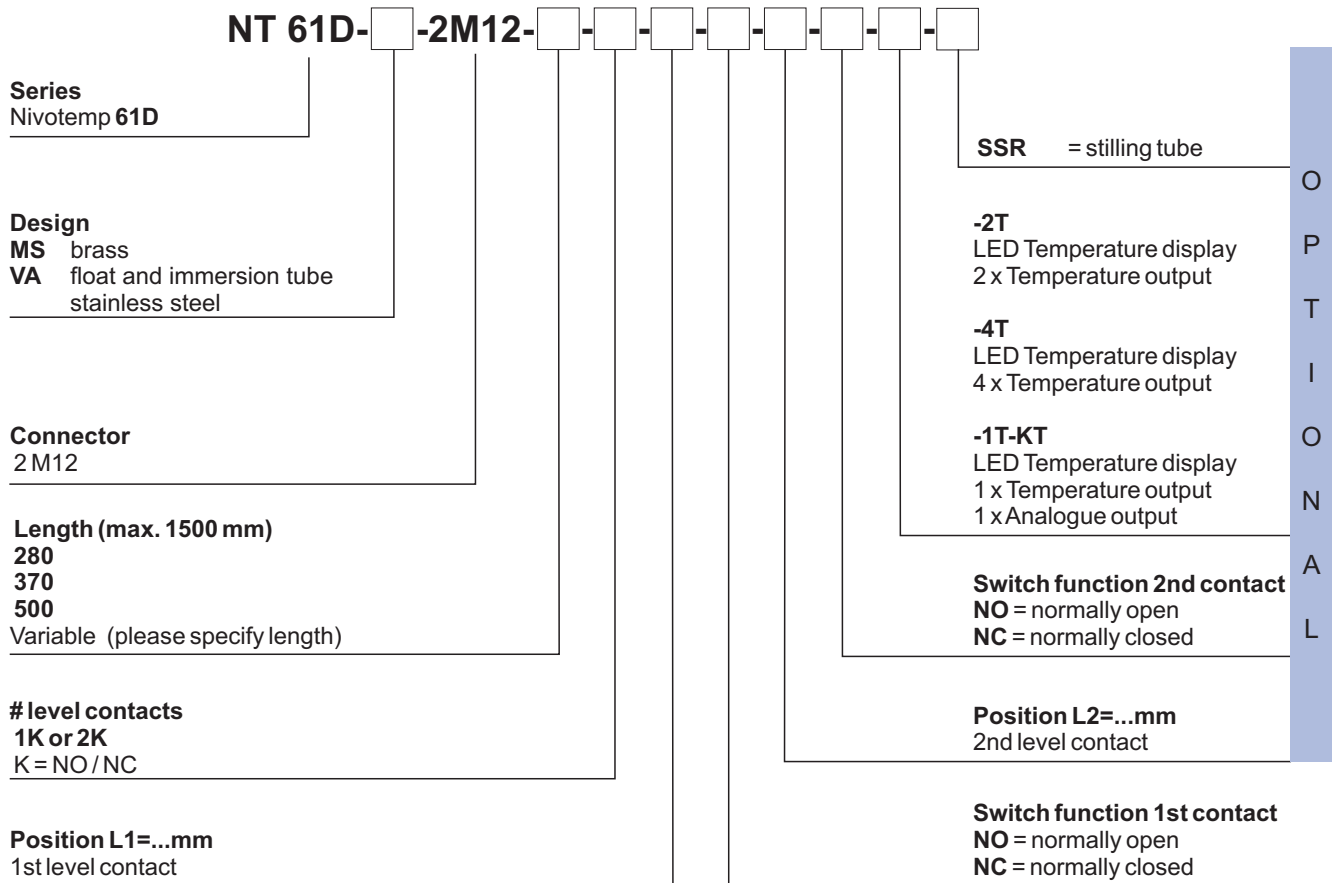 NT 61D-□-2M12-□-□-□-□-□-□-□-□
Series
Nivotemp 61D
Design
MS brass
VA float and immersion tube
stainless steel
Connector
2 M12
Length (max. 1500 mm)
280
370
500
Variable (please specify length)
# level contacts
1K or 2K
K = NO / NC
Position L1=...mm
1st level contact
SSR = stilling tube
-2T
LED Temperature display
2 x Temperature output
-4T
LED Temperature display
4 x Temperature output
-1T-KT
LED Temperature display
1 x Temperature output
1 x Analogue output
Switch function 2nd contact
NO = normally open
NC = normally closed
Position L2=...mm
2nd level contact
Switch function 1st contact
NO = normally open
NC = normally closed
O
P
T
I
O
N
A
L